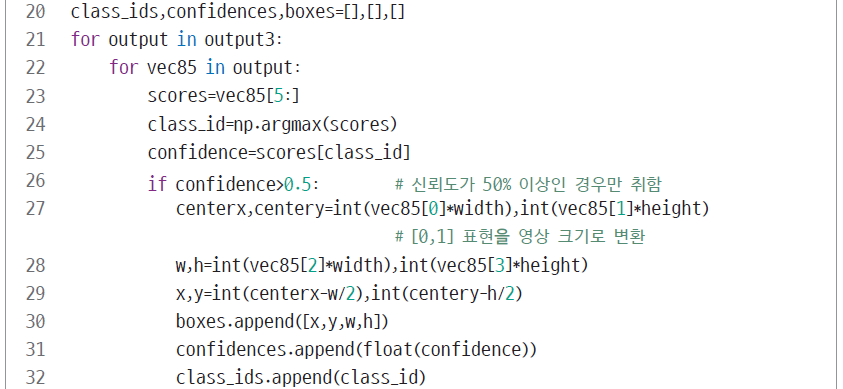 20 class_ids,confidences,boxes=[],[],[]
21 for output in output3:
22 for vec85 in output:
23 scores=vec85[5:]
24 class_id=np.argmax(scores)
25 confidence=scores[class_id]
26 if confidence>0.5: # 신뢰도가 50% 이상인 경우만 취함
27 centerx,centery=int(vec85[0]*width),int(vec85[1]*height)
# [0,1] 표현을 영상 크기로 변환
28 w,h=int(vec85[2]*width),int(vec85[3]*height)
29 x,y=int(centerx-w/2),int(centery-h/2)
30 boxes.append([x,y,w,h])
31 confidences.append(float(confidence))
32 class_ids.append(class_id)